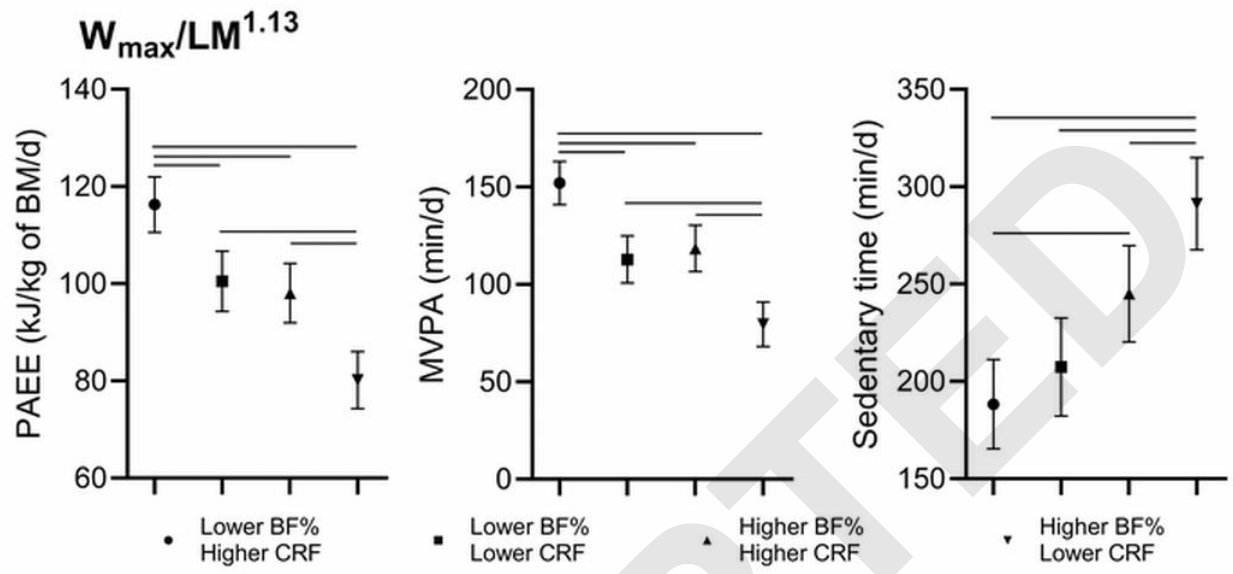 Wmax/LM1.13
PAEE (kJ/kg of BM/d)
140
120
100
80
60
MVPA (min/d)
200
150
100
50
0
Sedentary time (min/d)
350
300
250
200
150
Lower BF%
Higher CRF
Lower BF%
Lower CRF
Higher BF%
Higher CRF
Higher BF%
Lower CRF
PTED